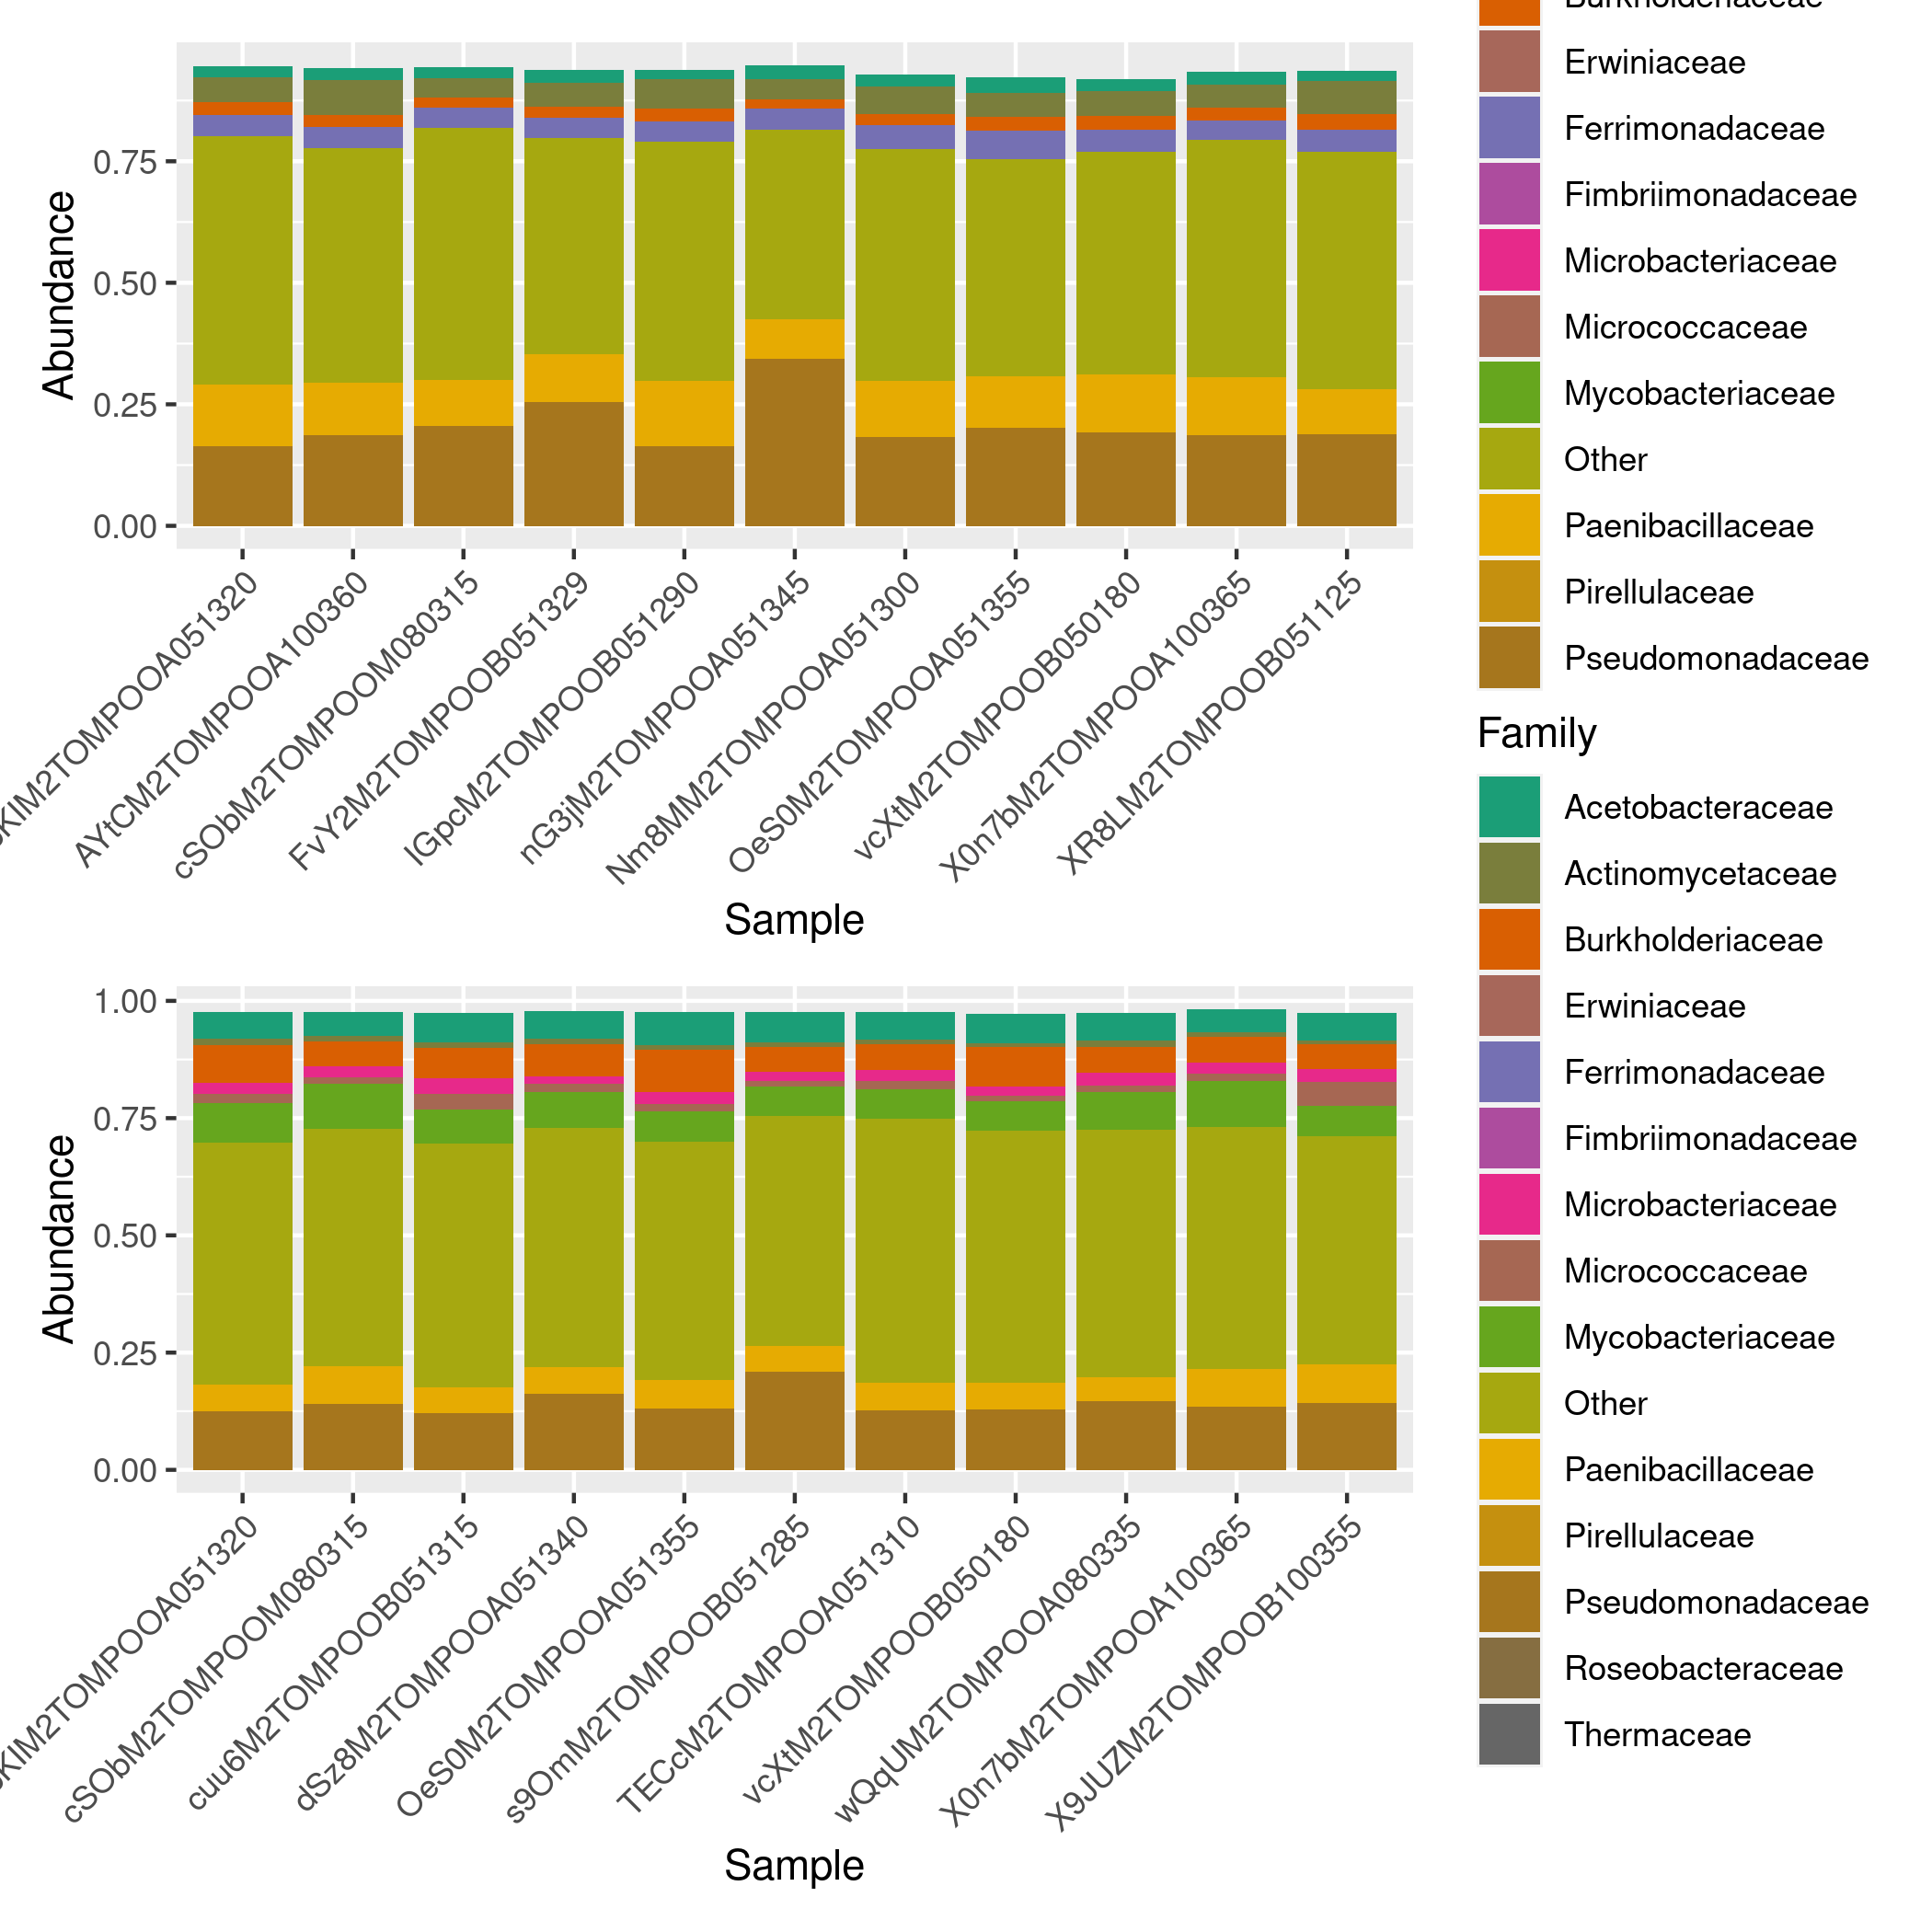 Abundance
0.75
0.50
0.25
0.00
AYtCM2TOMPOOA100360
cSObM2TOMPOOM080315
FvY2M2TOMPOOB051329
IGpcM2TOMPOOB051290
nG3jM2TOMPOOA051345
Nm8MM2TOMPOOA051300
OeS0M2TOMPOOA051355
vcXtM2TOMPOOB050180
X0n7bM2TOMPOOA100365
XR8LM2TOMPOOB051125
Sample
Erwiniaceae
Ferrimonadaceae
Fimbriimonadaceae
Microbacteriaceae
Micrococcaceae
Mycobacteriaceae
Other
Paenibacillaceae
Pirellulaceae
Pseudomonadaceae
Abundance
1.00
0.75
0.50
0.25
0.00
cSObM2TOMPOOM080315
cuu6M2TOMPOOB051315
dSz8M2TOMPOOA051340
OeS0M2TOMPOOA051355
s9OmM2TOMPOOB051285
TECcM2TOMPOOA051310
vcXtM2TOMPOOB050180
wQqUM2TOMPOOA080335
X0n7bM2TOMPOOA100365
X9JUZM2TOMPOOB100355
Sample
Family
Acetobacteraceae
Actinomycetaceae
Burkholderiaceae
Erwiniaceae
Ferrimonadaceae
Fimbriimonadaceae
Microbacteriaceae
Micrococcaceae
Mycobacteriaceae
Other
Paenibacillaceae
Pirellulaceae
Pseudomonadaceae
Roseobacteraceae
Thermaceae